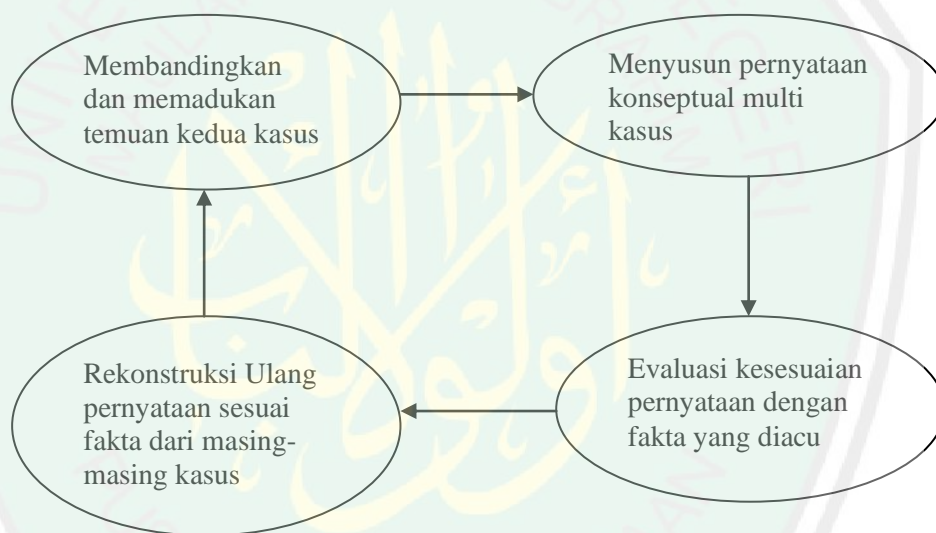 Membandingkan
dan memadukan
temuan kedua kasus
Menyusun pernyataan
konseptual multi
kasus
Evaluasi kesesuaian
pernyataan dengan
fakta yang diacu
Rekonstruksi Ulang
pernyataan sesuai
fakta dari masing-
masing kasus